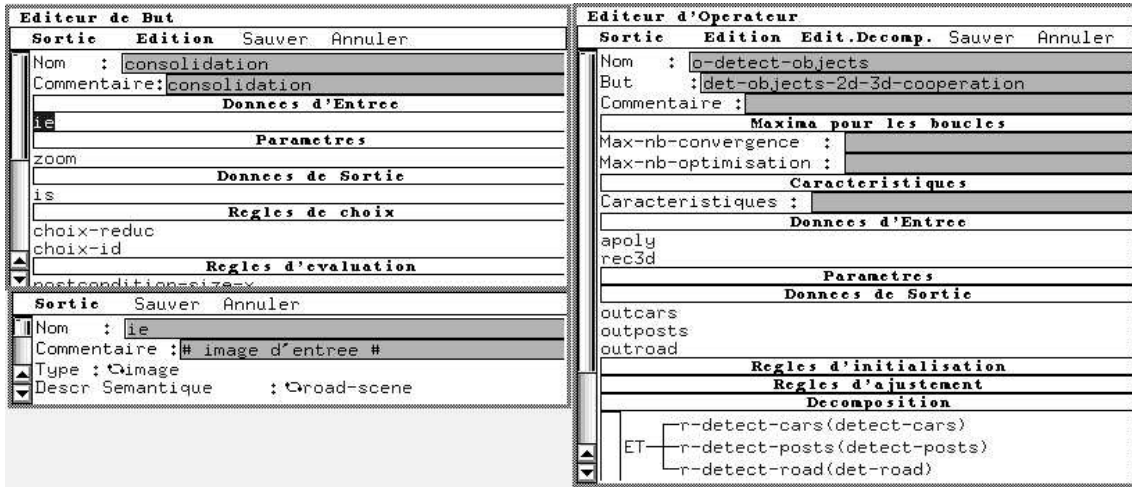 Editeur de But
Sortie Edition Sauver Annuler
Nom : consolidation
Commentaire: consolidation
Donnees d'Entree
ie
Parametres
zoom
Donnees de Sortie
is
Regles de choix
choix-reduc
choix-id
Regles d'evaluation
postcondition-size-x
Sortie Sauver Annuler
Nom : ie
Commentaire : # image d'entree #
Type : image
Descr Semantique : road-scene
Editeur d'Operateur
Sortie Edition Edit.Decomp. Sauver Annuler
Nom : o-detect-objects
But : det-objects-2d-3d-cooperation
Commentaire :
Maxima pour les boucles
Max-nb-convergence :
Max-nb-optimisation :
Caracteristiques
Caracteristiques :
Donnees d'Entree
apoly
rec3d
Parametres
Donnees de Sortie
outcars
outposts
outroad
Regles d'initialisation
Regles d'ajustement
Decomposition
r-detect-cars(detect-cars)
ET r-detect-posts(detect-posts)
r-detect-road(det-road)